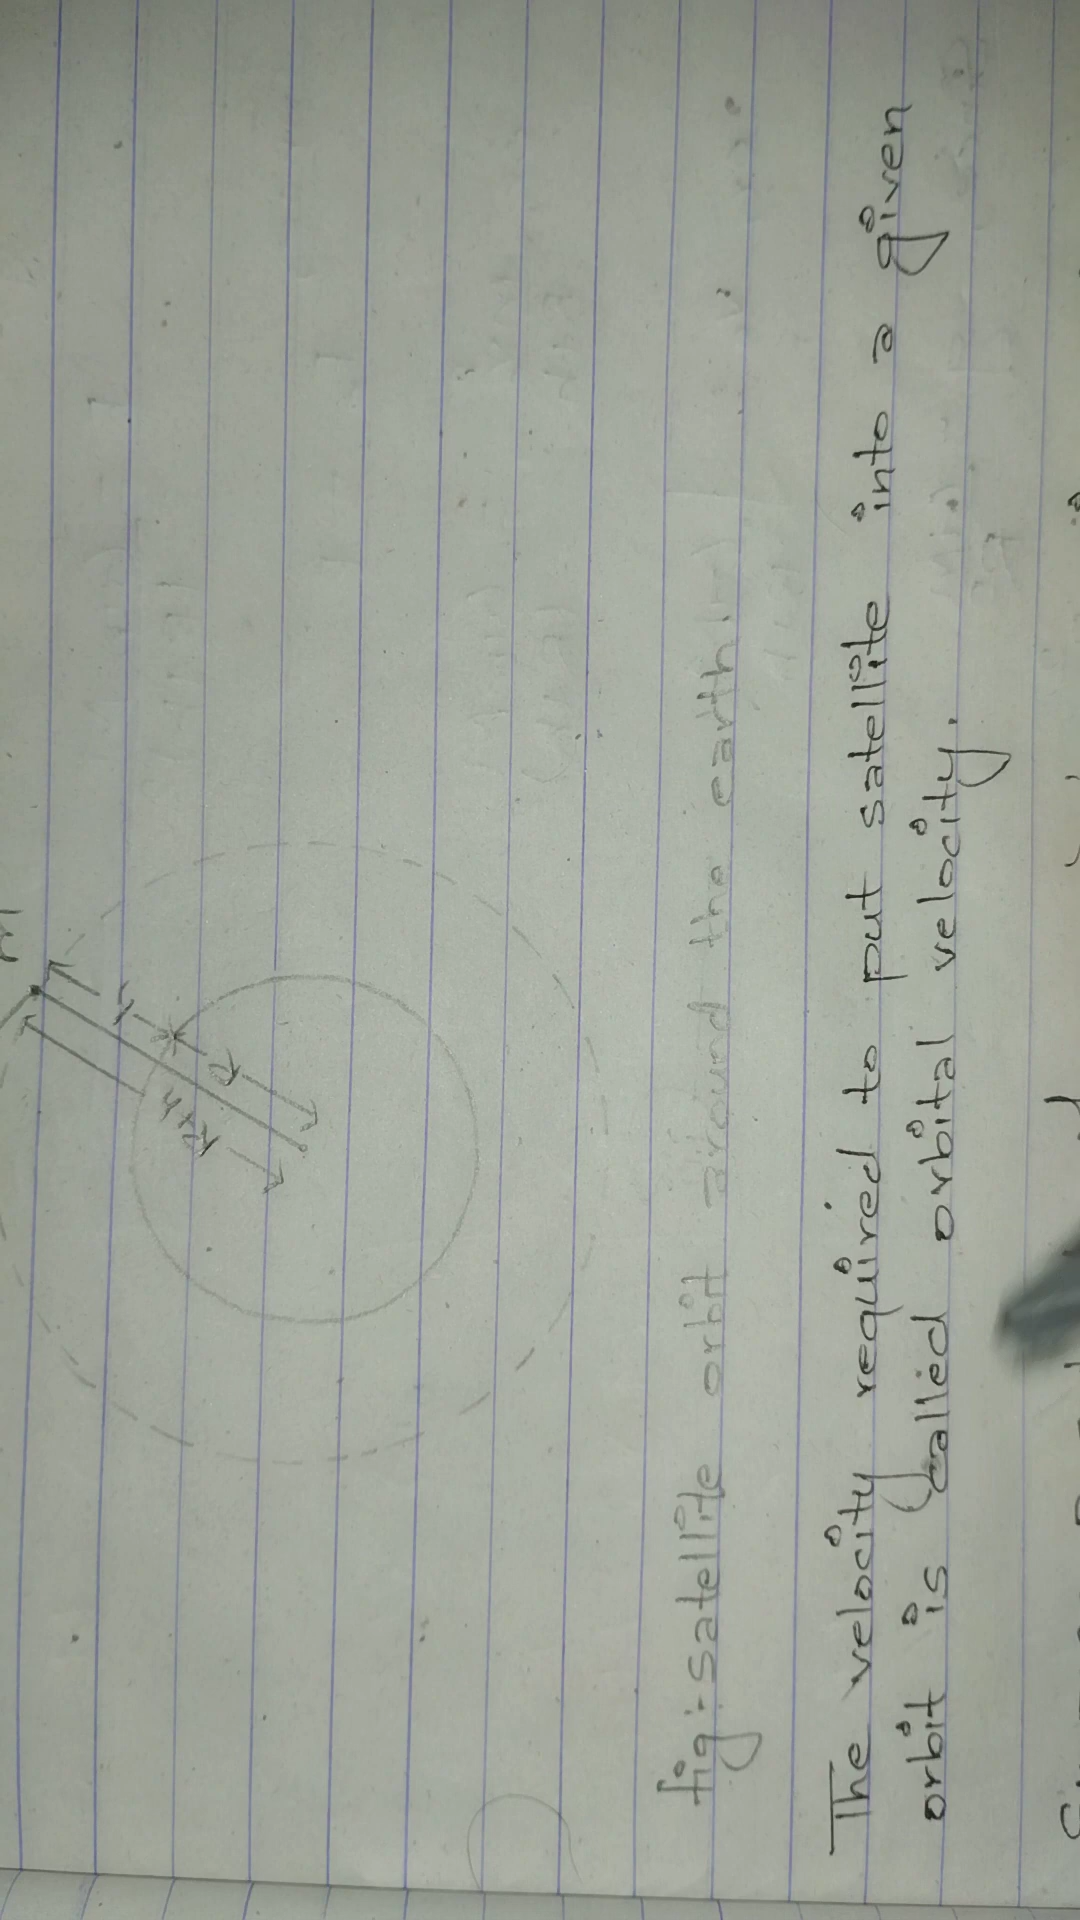 m
h
R
R+h
fig:-satellite orbit around the earth
The velocity required to put satellite into a given
orbit is called orbital velocity.